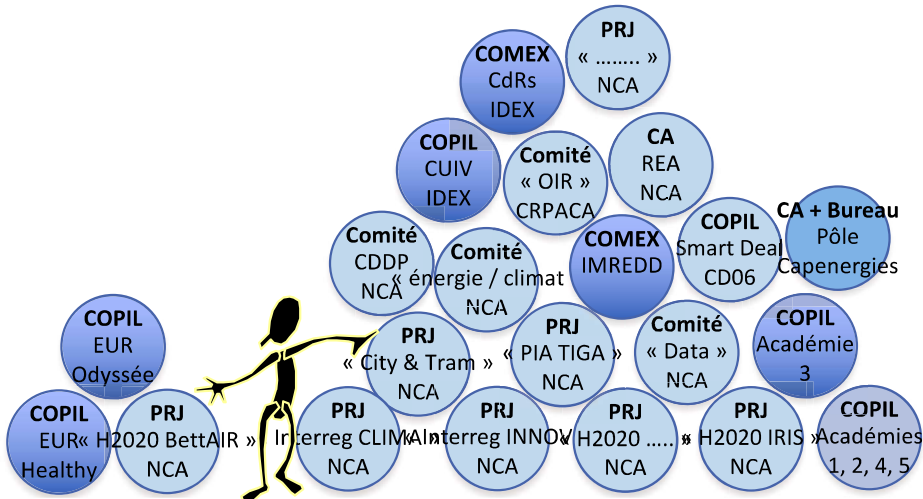 PRJ
« …….. »
NCA
COMEX
CdRs
IDEX
COPIL
CUIV
IDEX
Comité
« OIR »
CRPACA
CA
REA
NCA
Comité
CDDP
NCA
Comité
« énergie / climat
NCA
COMEX
IMREDD
COPIL
Smart Deal
CD06
CA + Bureau
Pôle
Capenergies
COPIL
EUR
Odyssée
PRJ
« City & Tram »
NCA
PRJ
« PIA TIGA »
NCA
Comité
« Data »
NCA
COPIL
Académie
3
COPIL
EUR
Healthy
PRJ
« H2020 BettAIR »
NCA
PRJ
Interreg CLIMA
NCA
PRJ
Interreg INNOV
NCA
PRJ
« H2020 ….. »
NCA
PRJ
« H2020 IRIS »
NCA
COPIL
Académies
1, 2, 4, 5